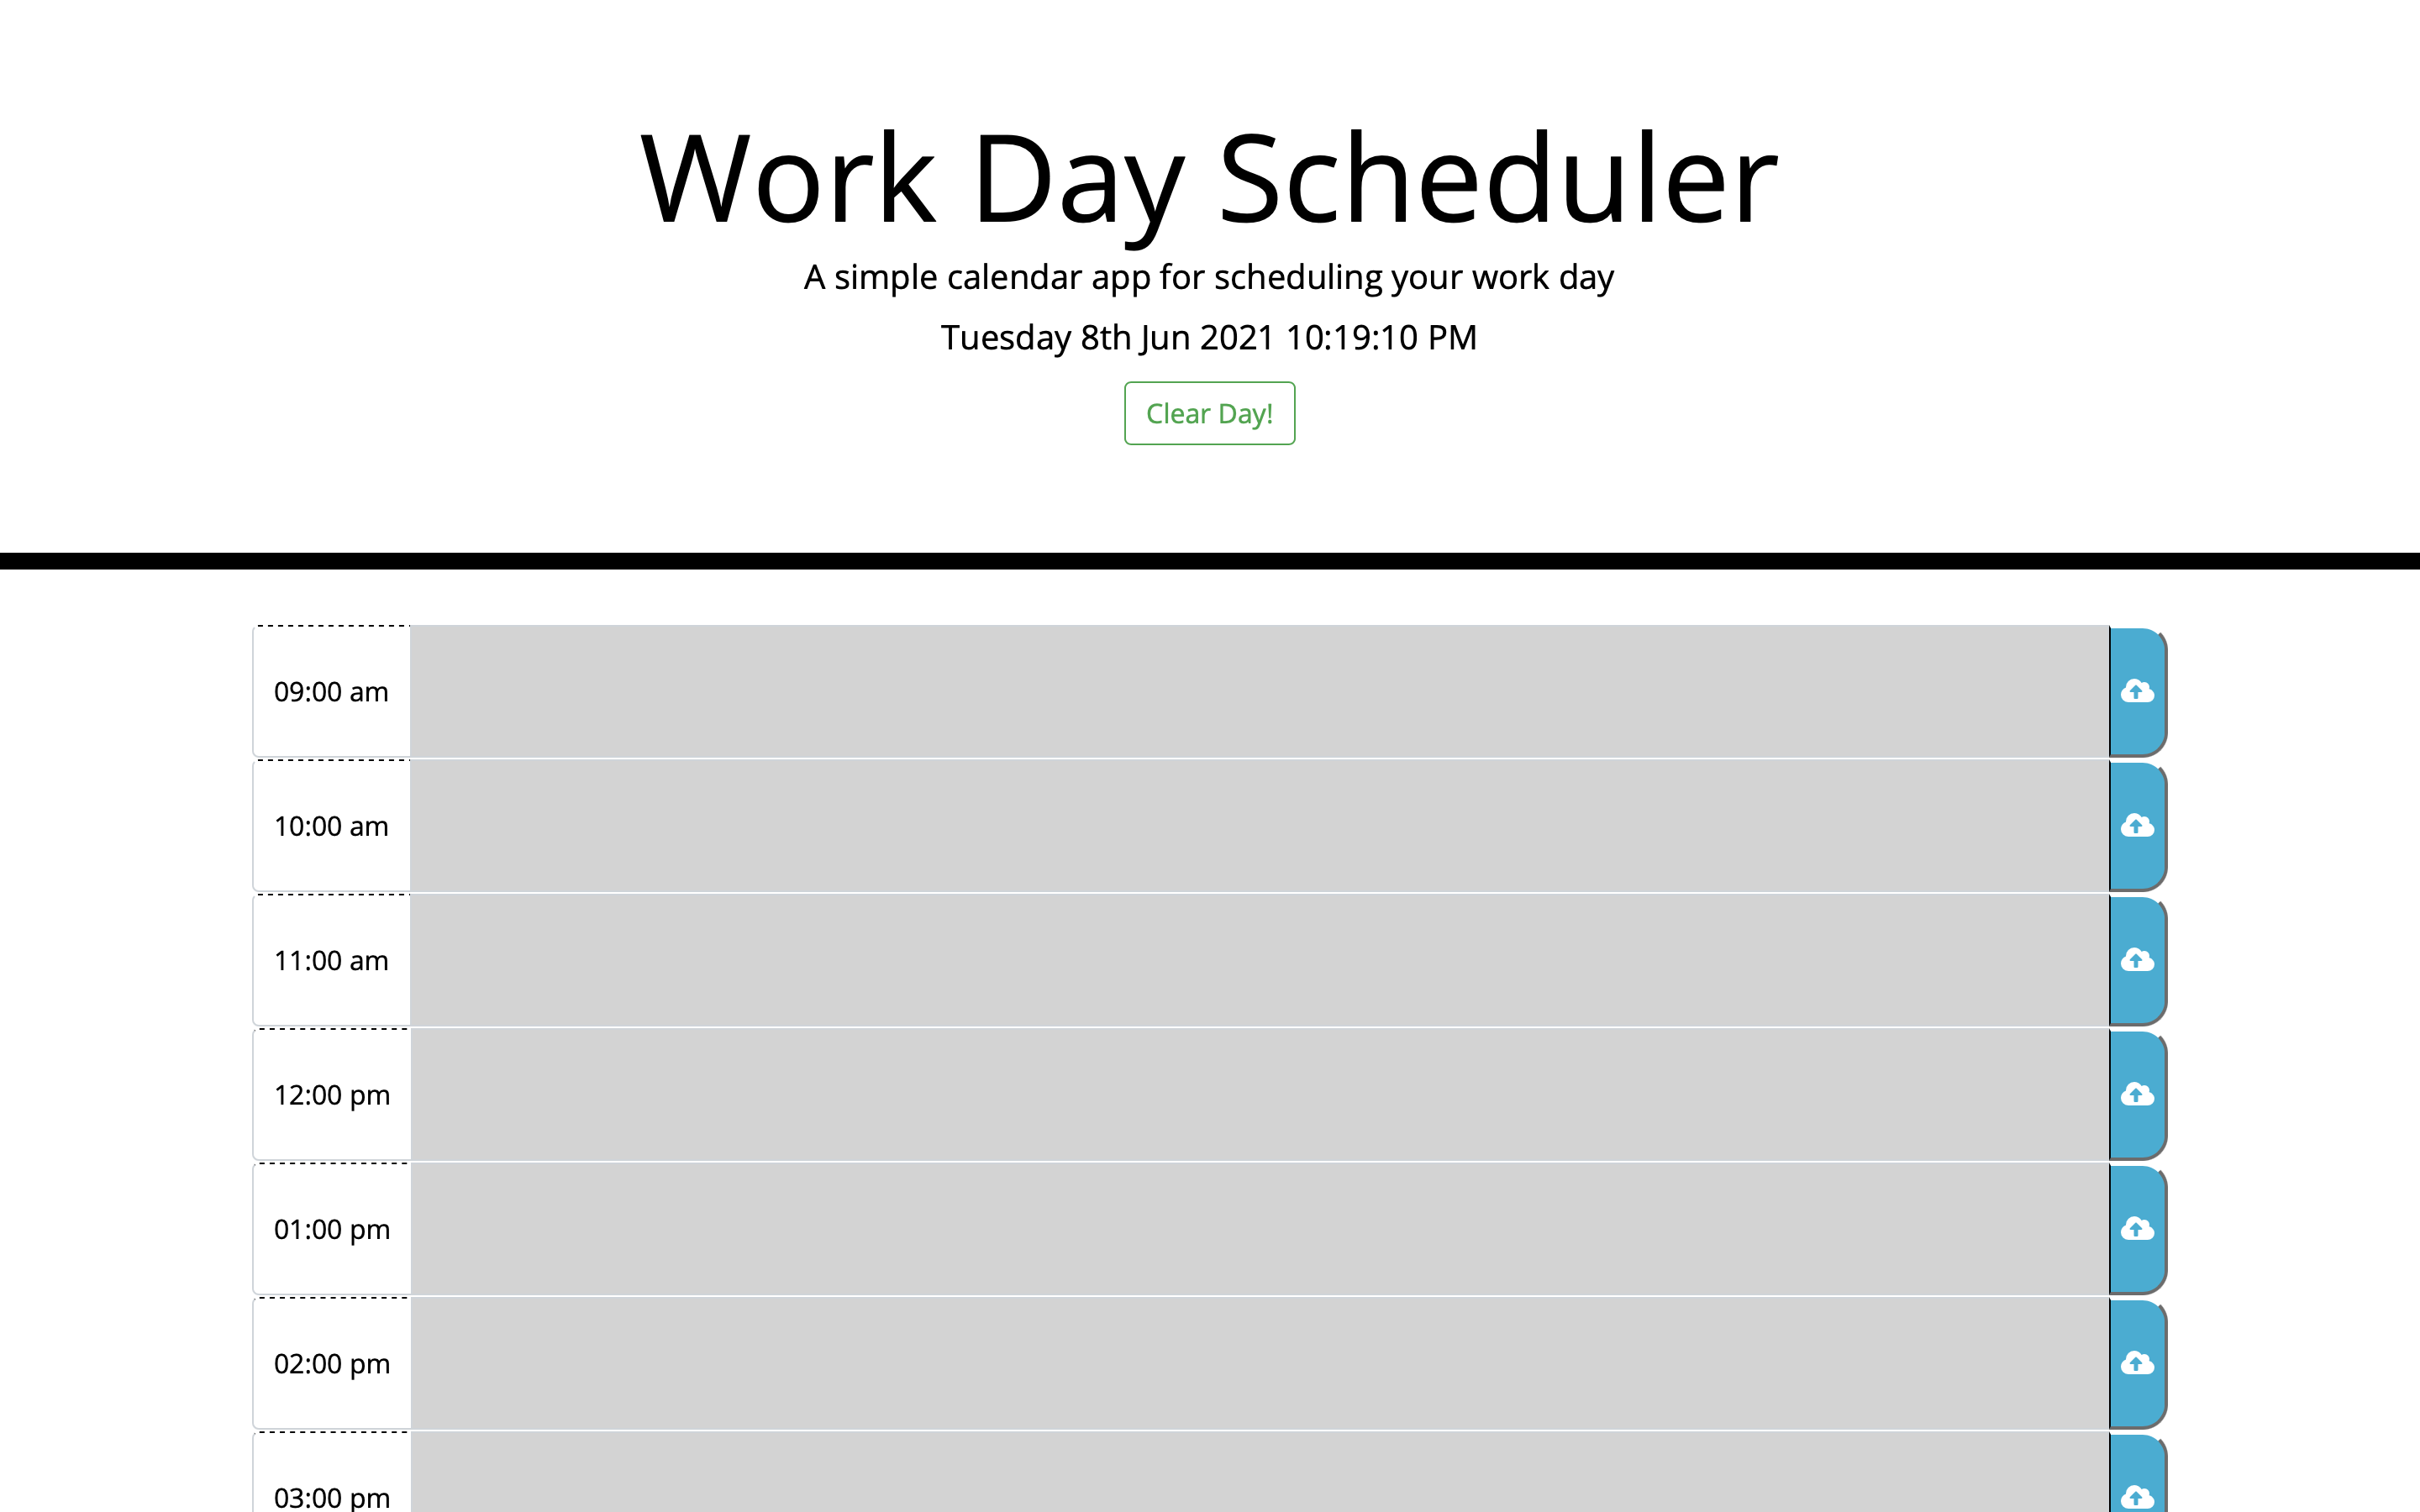 Work Day Scheduler
A simple calendar app for scheduling your work day
Tuesday 8th Jun 2021 10:19:10 PM
Clear Day!
09:00 am
10:00 am
11:00 am
12:00 pm
01:00 pm
02:00 pm
03:00 pm